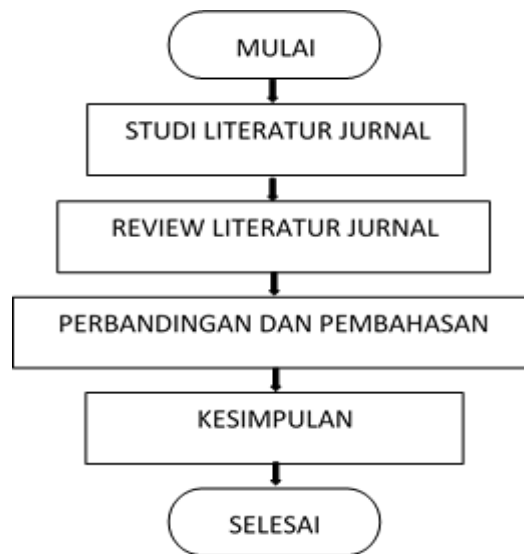 MULAI
STUDI LITERATUR JURNAL
REVIEW LITERATUR JURNAL
PERBANDINGAN DAN PEMBAHASAN
KESIMPULAN
SELESAI